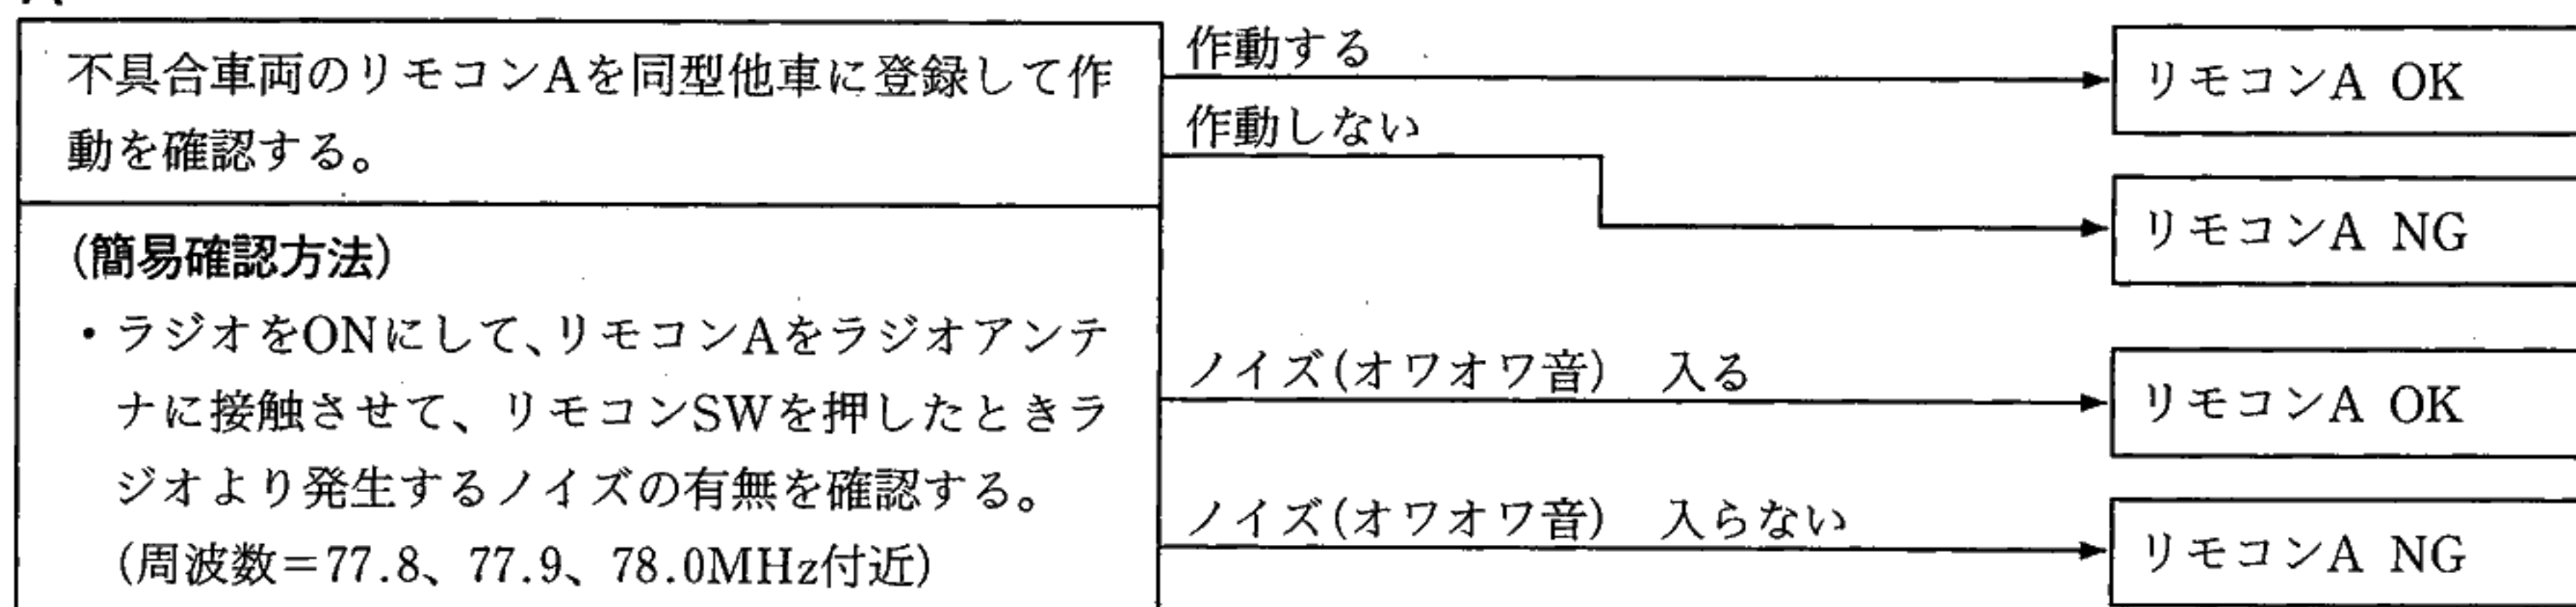 不具合車両のリモコンAを同型他車に登録して作
動を確認する。
作動する
リモコンA OK
作動しない
リモコンA NG
(簡易確認方法)
・ラジオをONにして、リモコンAをラジオアンテ
ナに接触させて、リモコンSWを押したときラ
ジオより発生するノイズの有無を確認する。
(周波数=77.8、77.9、78.0MHz付近)
ノイズ(オワオワ音) 入る
リモコンA OK
ノイズ(オワオワ音) 入らない
リモコンA NG